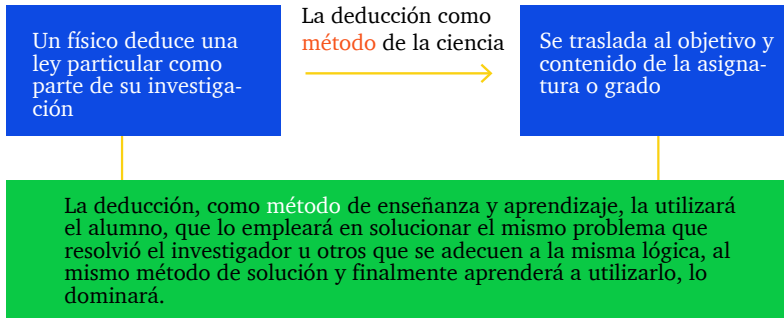 Un físico deduce una
ley particular como
parte de su investiga-
ción
La deducción como
método de la ciencia
Se traslada al objetivo y
contenido de la asigna-
tura o grado
La deducción, como método de enseñanza y aprendizaje, la utilizará
el alumno, que lo empleará en solucionar el mismo problema que
resolvió el investigador u otros que se adecuen a la misma lógica, al
mismo método de solución y finalmente aprenderá a utilizarlo, lo
dominará.